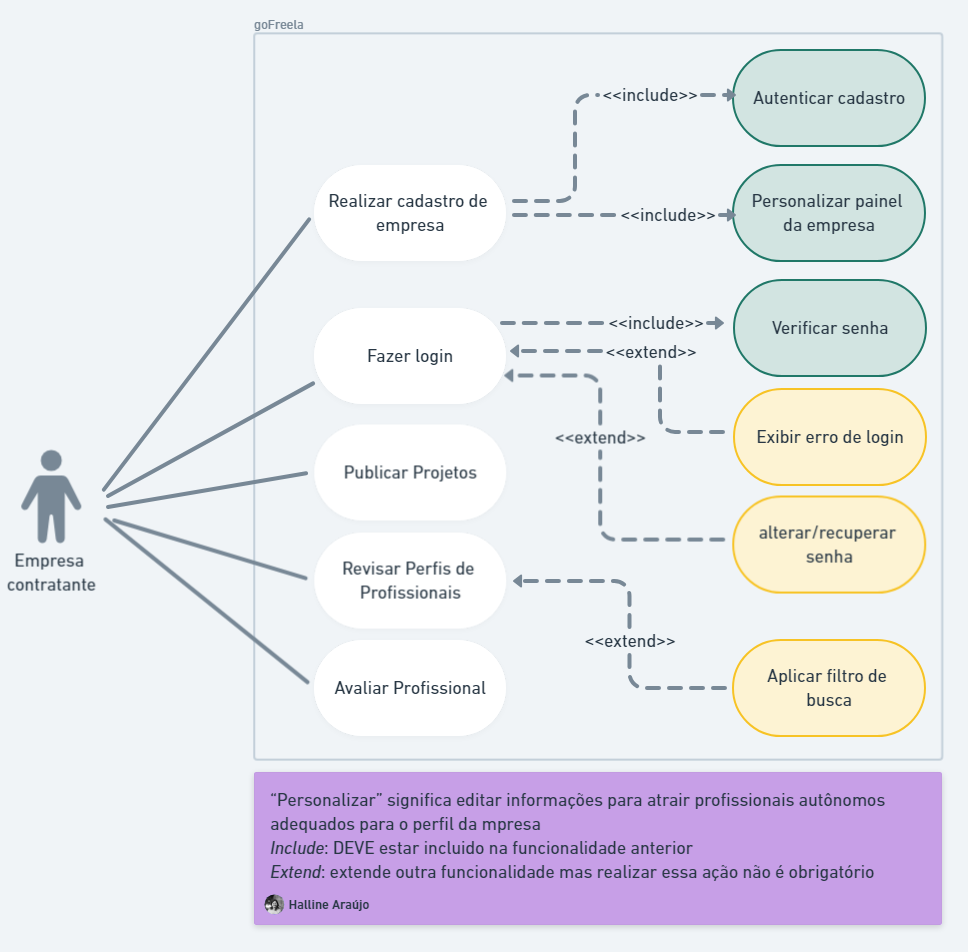 goFreela
<<include>>
Autenticar cadastro
Realizar cadastro de
empresa
<<include>>
Personalizar painel
da empresa
Fazer login
<<include>>
Verificar senha
<<extend>>
<<extend>>
Exibir erro de login
Publicar Projetos
alterar/recuperar
senha
Empresa
contratante
Revisar Perfis de
Profissionais
<<extend>>
Avaliar Profissional
Aplicar filtro de
busca
“Personalizar” significa editar informações para atrair profissionais autônomos
adequados para o perfil da mpresa
Include: DEVE estar incluido na funcionalidade anterior
Extend: extende outra funcionalidade mas realizar essa ação não é obrigatório
Halline Araújo